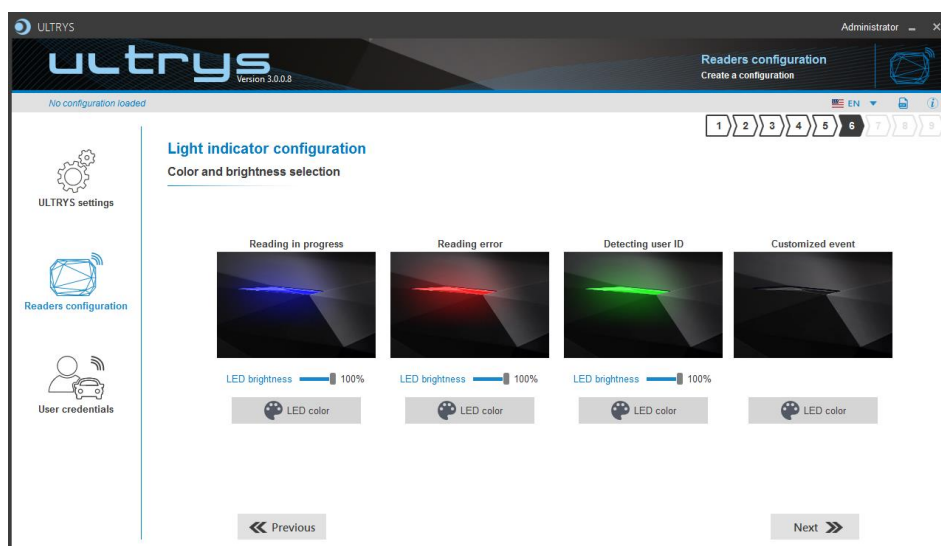 ULTRYS
Administrator
ultrys
Version 3.0.0.8
Readers configuration
Create a configuration
No configuration loaded
EN
1 2 3 4 5 6 7 8 9
Light indicator configuration
Color and brightness selection
ULTRYS settings
Readers configuration
User credentials
Reading in progress
Reading error
Detecting user ID
Customized event
LED brightness 100%
LED brightness 100%
LED brightness 100%
LED color
LED color
LED color
LED color
Previous
Next